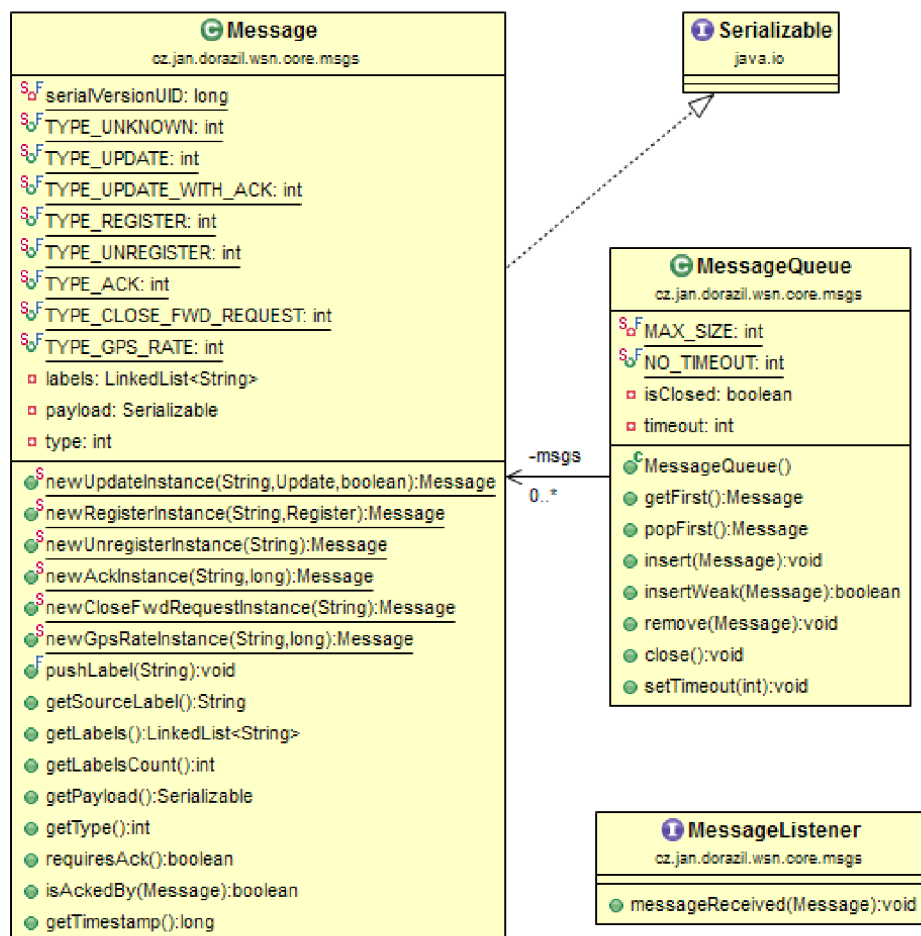 Message
cz.jan.dorazil.wsn.core.msgs
serialVersionUID: long
TYPE_UNKNOWN: int
TYPE_UPDATE: int
TYPE_UPDATE_WITH_ACK: int
TYPE_REGISTER: int
TYPE_UNREGISTER: int
TYPE_ACK: int
TYPE_CLOSE_FWD_REQUEST: int
TYPE_GPS_RATE: int
labels: LinkedList<String>
payload: Serializable
type: int
newUpdateInstance(String,Update,boolean):Message
newRegisterInstance(String,Register):Message
newUnregisterInstance(String):Message
newAckInstance(String,long):Message
newCloseFwdRequestInstance(String):Message
newGpsRateInstance(String,long):Message
pushLabel(String):void
getSourceLabel():String
getLabels():LinkedList<String>
getLabelsCount():int
getPayload():Serializable
getType():int
requiresAck():boolean
isAckedBy(Message):boolean
getTimestamp():long
Serializable
java.io
-msgs
0..*
MessageQueue
cz.jan.dorazil.wsn.core.msgs
MAX_SIZE: int
NO_TIMEOUT: int
isClosed: boolean
timeout: int
MessageQueue()
getFirst():Message
popFirst():Message
insert(Message):void
insertWeak(Message):boolean
remove(Message):void
close():void
setTimeout(int):void
MessageListener
cz.jan.dorazil.wsn.core.msgs
messageReceived(Message):void